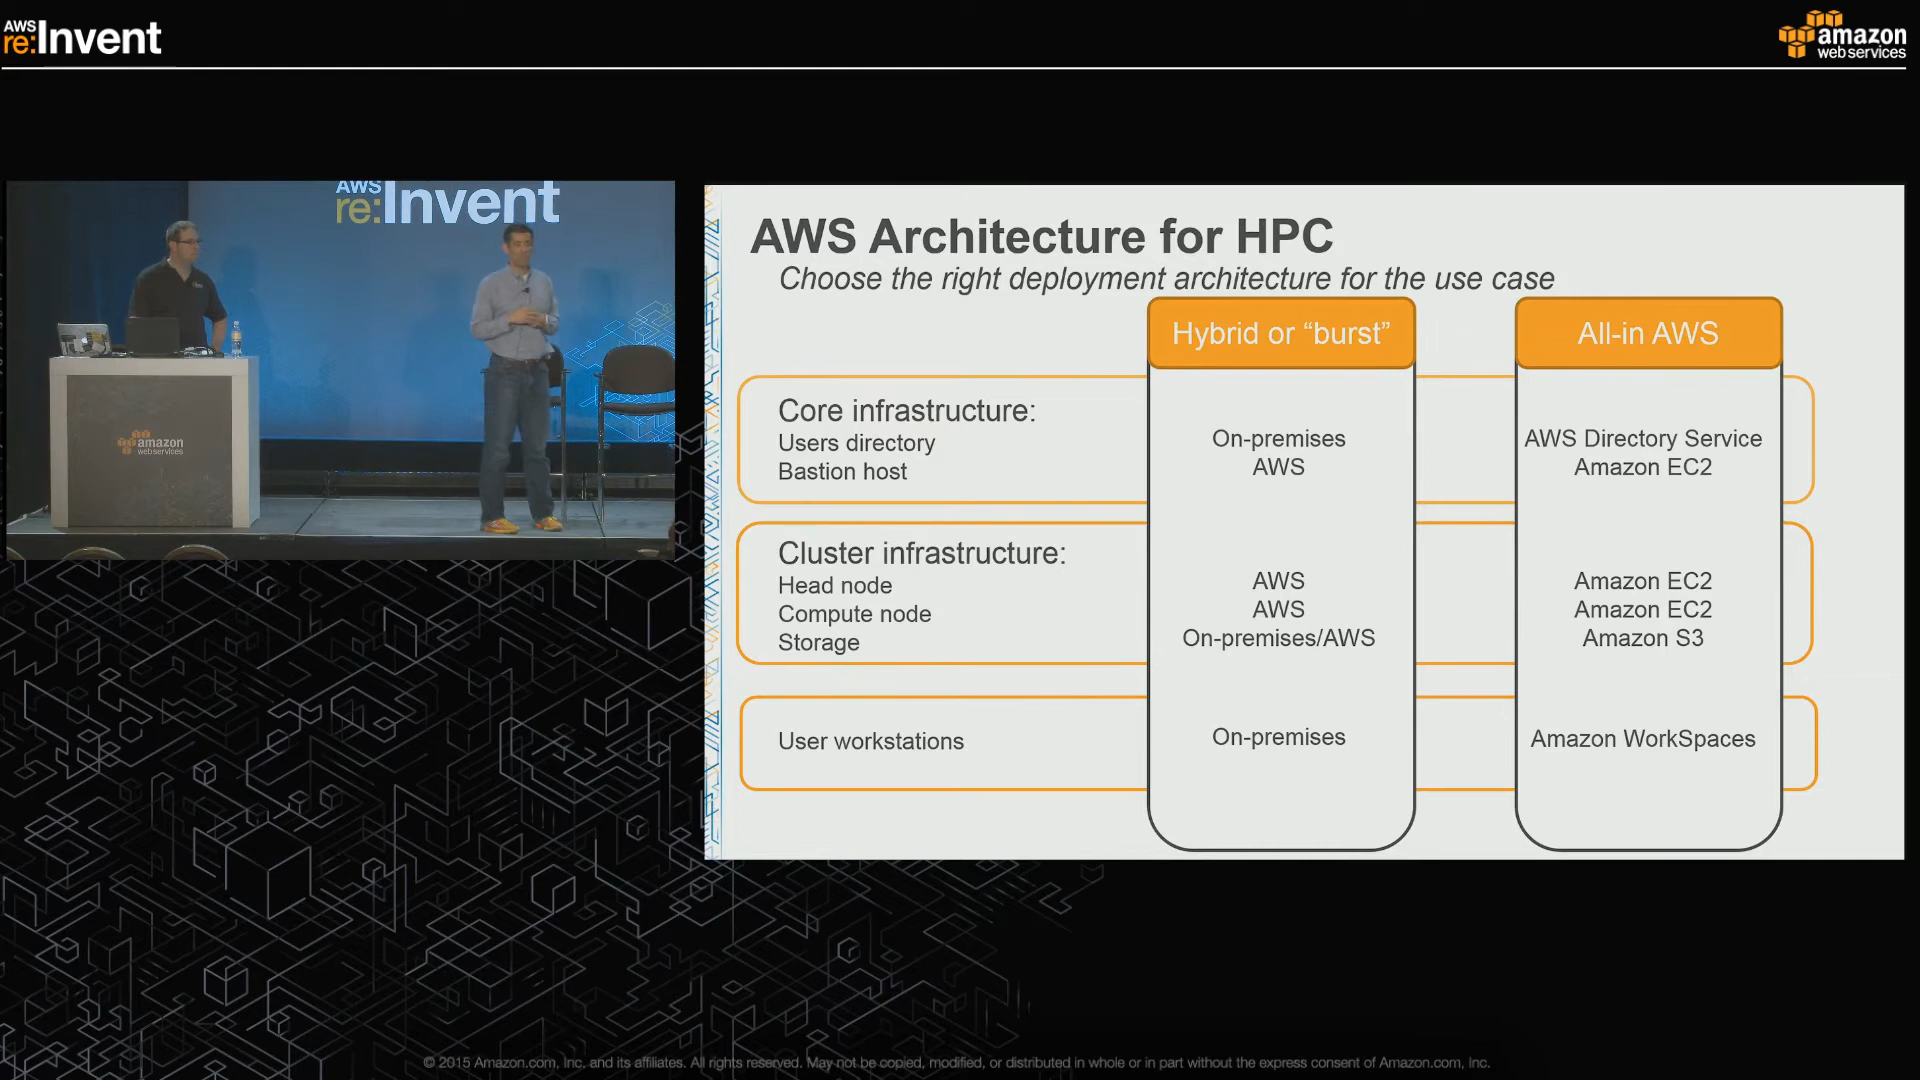 AWS
re:Invent
amazon
web services
AWS
re:Invent
amazon
webservices
AWS Architecture for HPC
Choose the right deployment architecture for the use case
Hybrid or “burst”
All-in AWS
Core infrastructure:
Users directory
Bastion host
On-premises
AWS
AWS Directory Service
Amazon EC2
Cluster infrastructure:
Head node
Compute node
Storage
AWS
AWS
On-premises/AWS
Amazon EC2
Amazon EC2
Amazon S3
User workstations
On-premises
Amazon WorkSpaces
© 2015 Amazon.com, Inc. and its affiliates. All rights reserved. May not be copied, modified, or distributed in whole or in part without the express consent of Amazon.com, Inc.